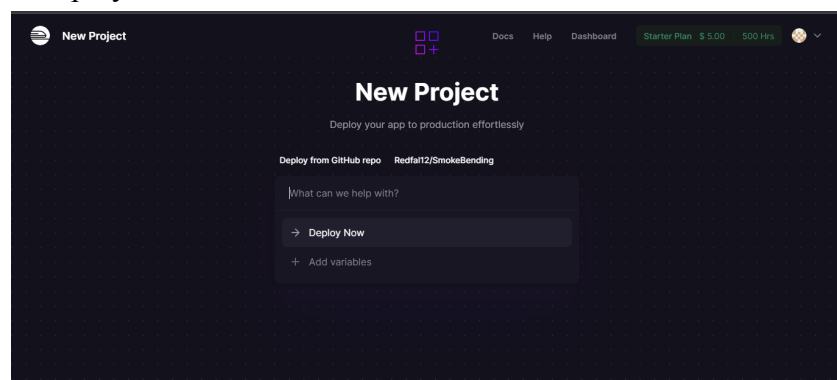 New Project
Docs Help Dashboard Starter Plan $ 5.00 500 Hrs
New Project
Deploy your app to production effortlessly
Deploy from GitHub repo Redfal12/SmokeBending
What can we help with?
Deploy Now
Add variables